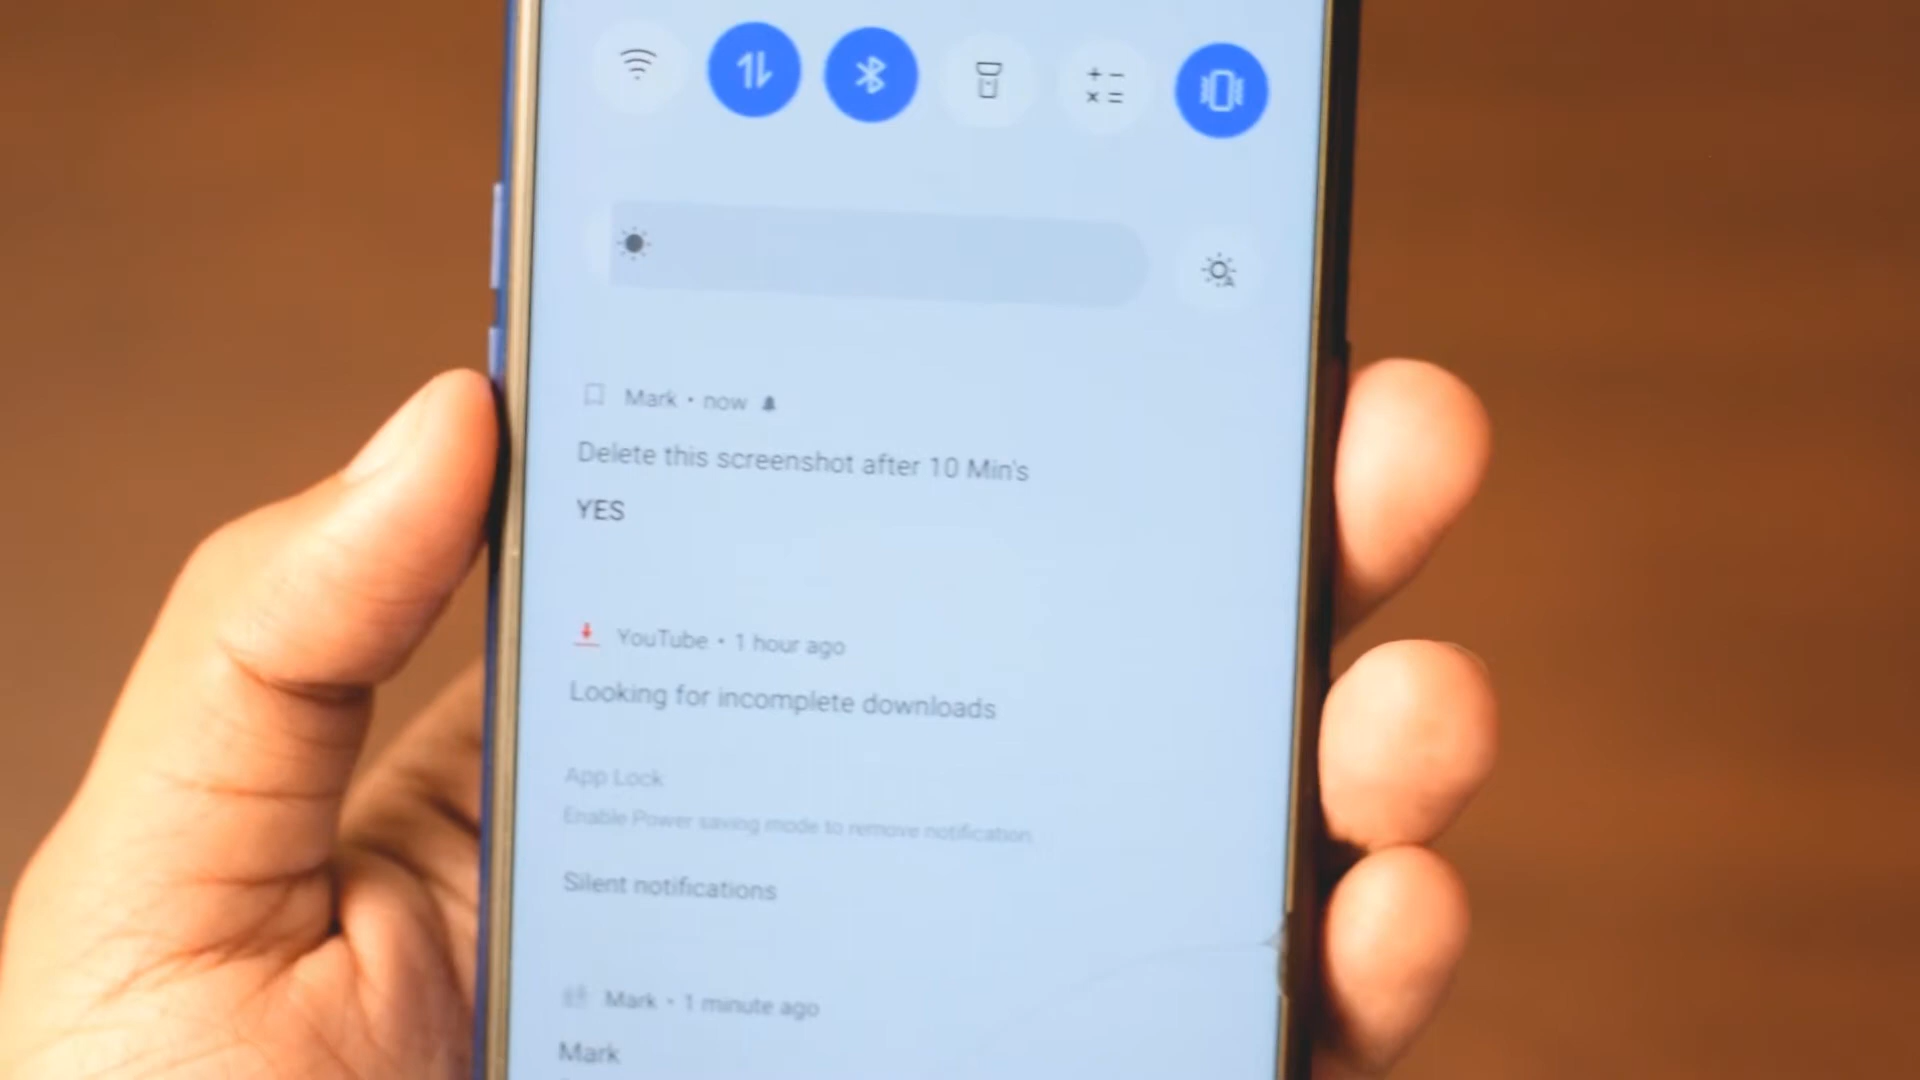 Mark • now
Delete this screenshot after 10 Min's
YES
YouTube • 1 hour ago
Looking for incomplete downloads
App Lock
Enable Power saving mode to remove notification.
Silent notifications
Mark • 1 minute ago
Mark